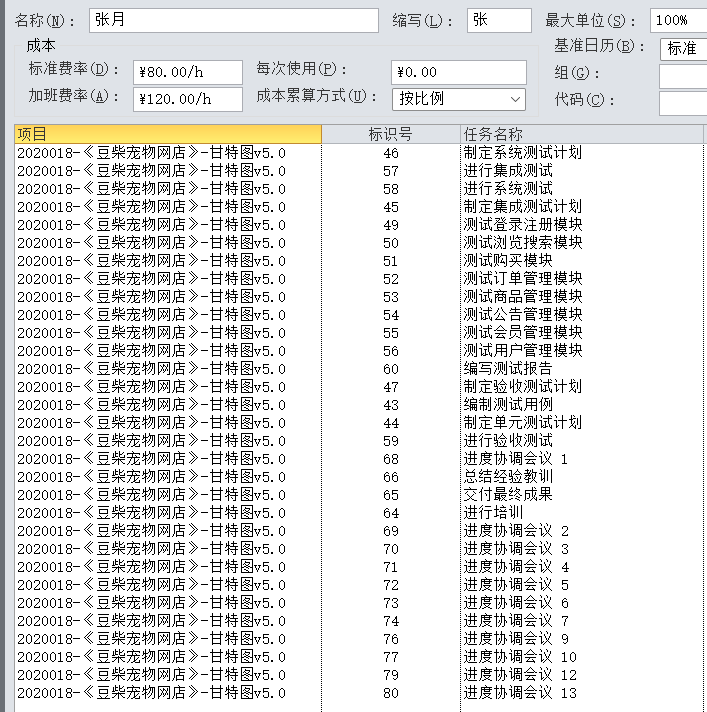 名称(N)： 张月 缩写(L)： 张 最大单位(S)： 100%
成本 基准日历(B)： 标准
标准费率(D)： ¥80.00/h 每次使用(P)： ¥0.00 组(G)：
加班费率(A)： ¥120.00/h 成本累算方式(U)： 按比例 代码(C)：
项目 标识号 任务名称
2020018-《豆柴宠物网店》-甘特图v5.0 46 制定系统测试计划
2020018-《豆柴宠物网店》-甘特图v5.0 57 进行集成测试
2020018-《豆柴宠物网店》-甘特图v5.0 58 进行系统测试
2020018-《豆柴宠物网店》-甘特图v5.0 45 制定集成测试计划
2020018-《豆柴宠物网店》-甘特图v5.0 49 测试登录注册模块
2020018-《豆柴宠物网店》-甘特图v5.0 50 测试浏览搜索模块
2020018-《豆柴宠物网店》-甘特图v5.0 51 测试购买模块
2020018-《豆柴宠物网店》-甘特图v5.0 52 测试订单管理模块
2020018-《豆柴宠物网店》-甘特图v5.0 53 测试商品管理模块
2020018-《豆柴宠物网店》-甘特图v5.0 54 测试公告管理模块
2020018-《豆柴宠物网店》-甘特图v5.0 55 测试会员管理模块
2020018-《豆柴宠物网店》-甘特图v5.0 56 测试用户管理模块
2020018-《豆柴宠物网店》-甘特图v5.0 60 编写测试报告
2020018-《豆柴宠物网店》-甘特图v5.0 47 制定验收测试计划
2020018-《豆柴宠物网店》-甘特图v5.0 43 编制测试用例
2020018-《豆柴宠物网店》-甘特图v5.0 44 制定单元测试计划
2020018-《豆柴宠物网店》-甘特图v5.0 59 进行验收测试
2020018-《豆柴宠物网店》-甘特图v5.0 68 进度协调会议 1
2020018-《豆柴宠物网店》-甘特图v5.0 66 总结经验教训
2020018-《豆柴宠物网店》-甘特图v5.0 65 交付最终成果
2020018-《豆柴宠物网店》-甘特图v5.0 64 进行培训
2020018-《豆柴宠物网店》-甘特图v5.0 69 进度协调会议 2
2020018-《豆柴宠物网店》-甘特图v5.0 70 进度协调会议 3
2020018-《豆柴宠物网店》-甘特图v5.0 71 进度协调会议 4
2020018-《豆柴宠物网店》-甘特图v5.0 72 进度协调会议 5
2020018-《豆柴宠物网店》-甘特图v5.0 73 进度协调会议 6
2020018-《豆柴宠物网店》-甘特图v5.0 74 进度协调会议 7
2020018-《豆柴宠物网店》-甘特图v5.0 76 进度协调会议 9
2020018-《豆柴宠物网店》-甘特图v5.0 77 进度协调会议 10
2020018-《豆柴宠物网店》-甘特图v5.0 79 进度协调会议 12
2020018-《豆柴宠物网店》-甘特图v5.0 80 进度协调会议 13